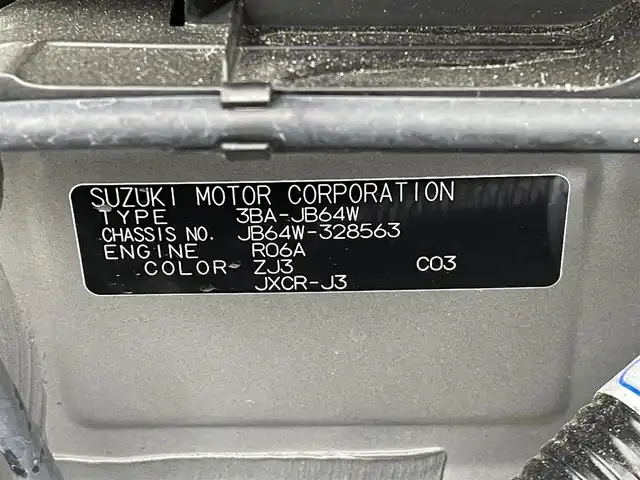 SUZUKI MOTOR CORPORATION
TYPE 3BA-JB64W
CHASSIS NO. JB64W-328563
ENGINE R06A
COLOR- ZJ3 C03
JXCR-J3